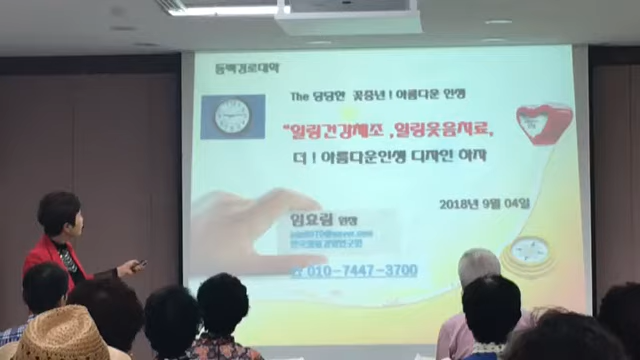 동백경로대학
The 당당한 꽃중년! 아름다운 인생
"힐링건강체조 ,힐링웃음치료,
더! 아름다운인생 디자인 하자
2018년 9월 04일
임효림 원장
☎010-7447-3700